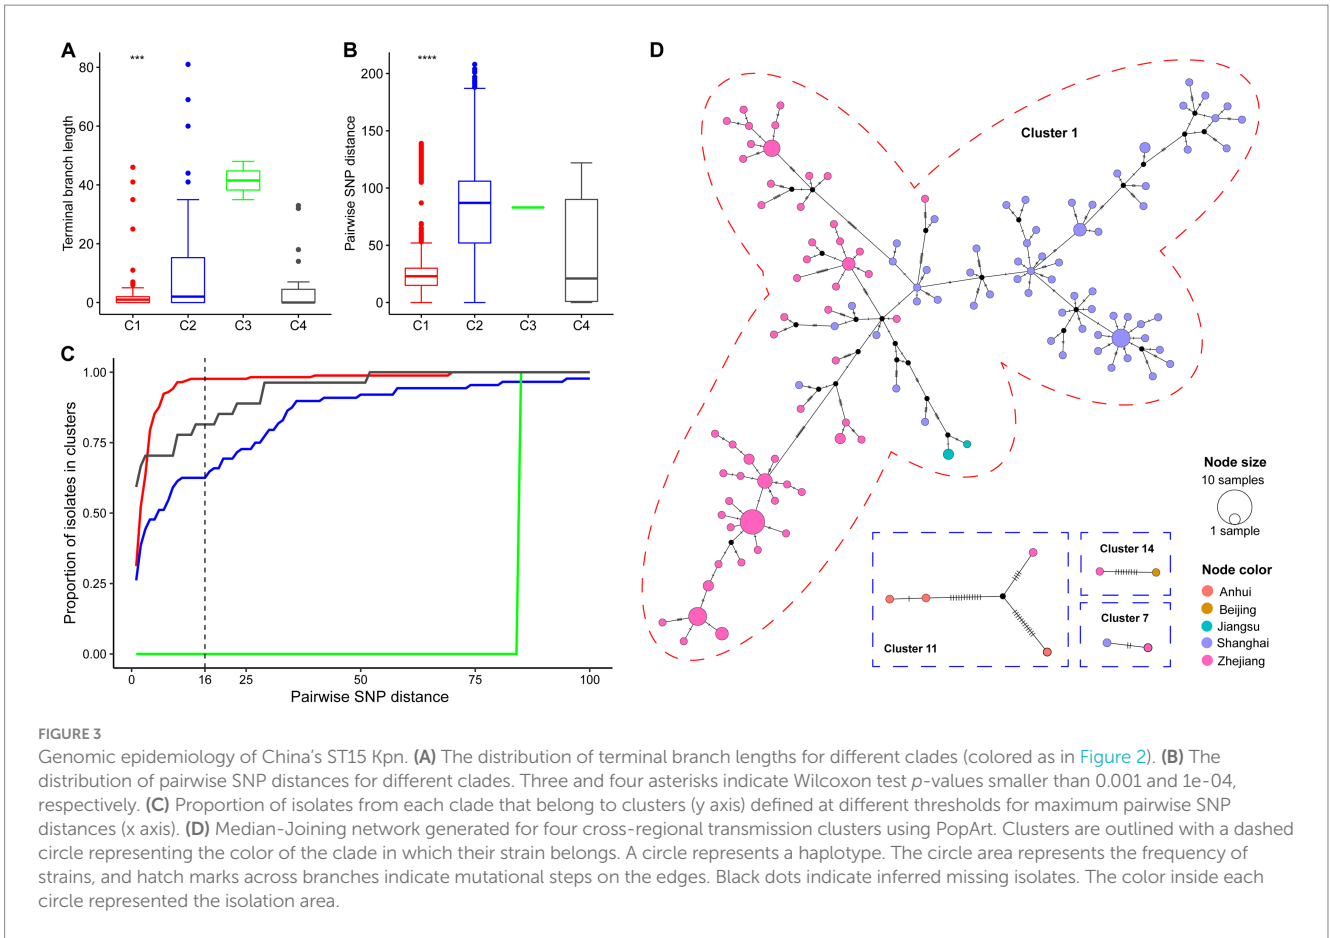 A
***
80
60
40
20
0
Terminal branch length
C1 C2 C3 C4
B
****
200
150
100
50
0
Pairwise SNP distance
C1 C2 C3 C4
C
1.00
0.75
0.50
0.25
0.00
Proportion of isolates in clusters
0 16 25 50 75 100
Pairwise SNP distance
D
Cluster 1
Cluster 11
Cluster 14
Cluster 7
Node size
10 samples
1 sample
Node color
Anhui
Beijing
Jiangsu
Shanghai
Zhejiang
FIGURE 3
Genomic epidemiology of China's ST15 Kpn. (A) The distribution of terminal branch lengths for different clades (colored as in Figure 2). (B) The
distribution of pairwise SNP distances for different clades. Three and four asterisks indicate Wilcoxon test p-values smaller than 0.001 and 1e-04,
respectively. (C) Proportion of isolates from each clade that belong to clusters (y axis) defined at different thresholds for maximum pairwise SNP
distances (x axis). (D) Median-Joining network generated for four cross-regional transmission clusters using PopArt. Clusters are outlined with a dashed
circle representing the color of the clade in which their strain belongs. A circle represents a haplotype. The circle area represents the frequency of
strains, and hatch marks across branches indicate mutational steps on the edges. Black dots indicate inferred missing isolates. The color inside each
circle represented the isolation area.